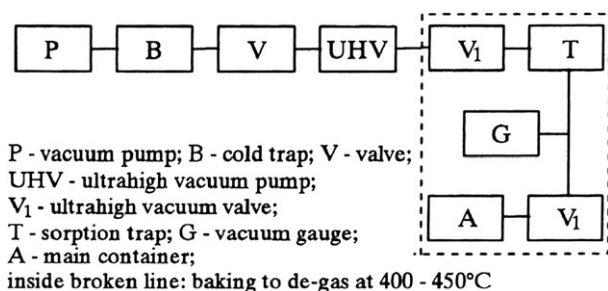 P B V UHV V₁ T
G
A V₁
P - vacuum pump; B - cold trap; V - valve;
UHV - ultrahigh vacuum pump;
V₁ - ultrahigh vacuum valve;
T - sorption trap; G - vacuum gauge;
A - main container;
inside broken line: baking to de-gas at 400 - 450°C